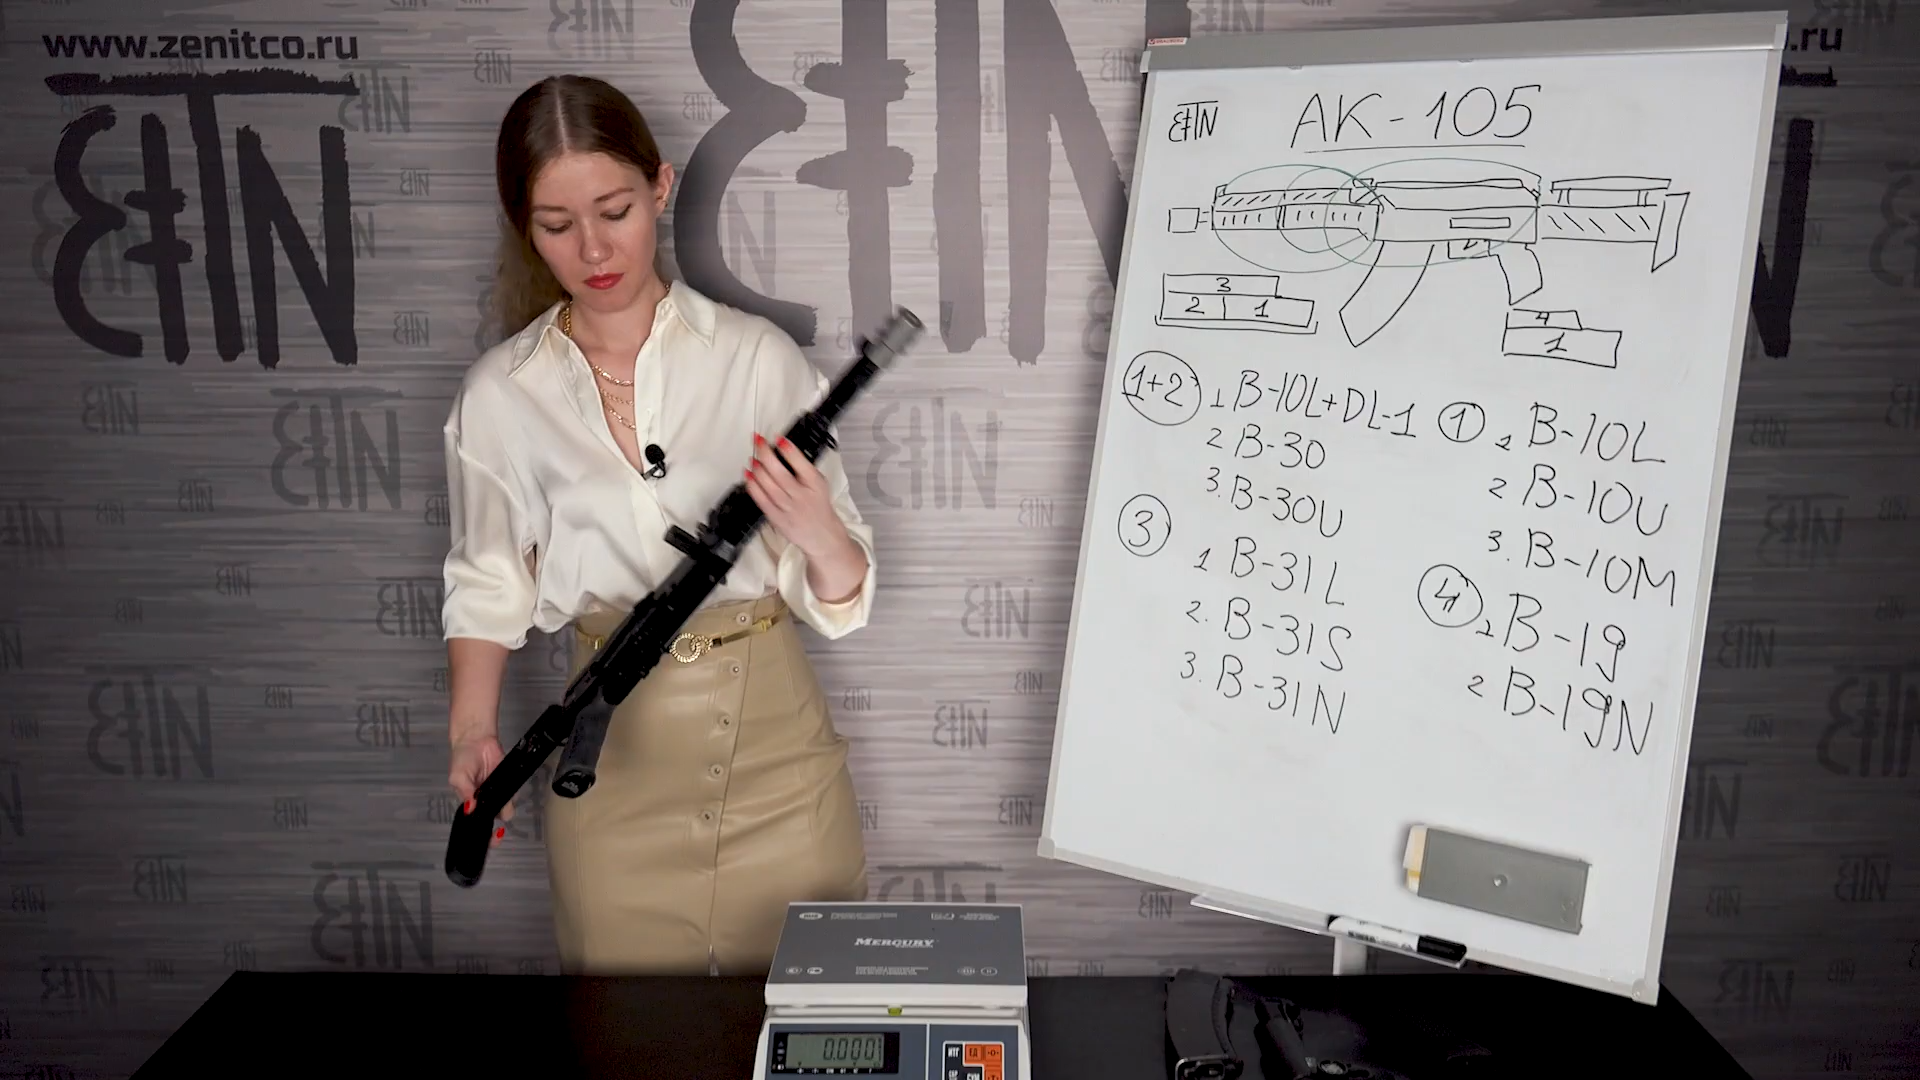 www.zenitco.ru
ЗЕНІТ
.ru
AK-105
3
2 1
4
1
1+2
1 B-10L+DL-1
2 B-30
3. B-30U
3
1 B-31L
2. B-31S
3. B-31N
1
1 B-10L
2 B-10U
3. B-10M
4
1 B-19
2 B-19N
MERCURY
0.000